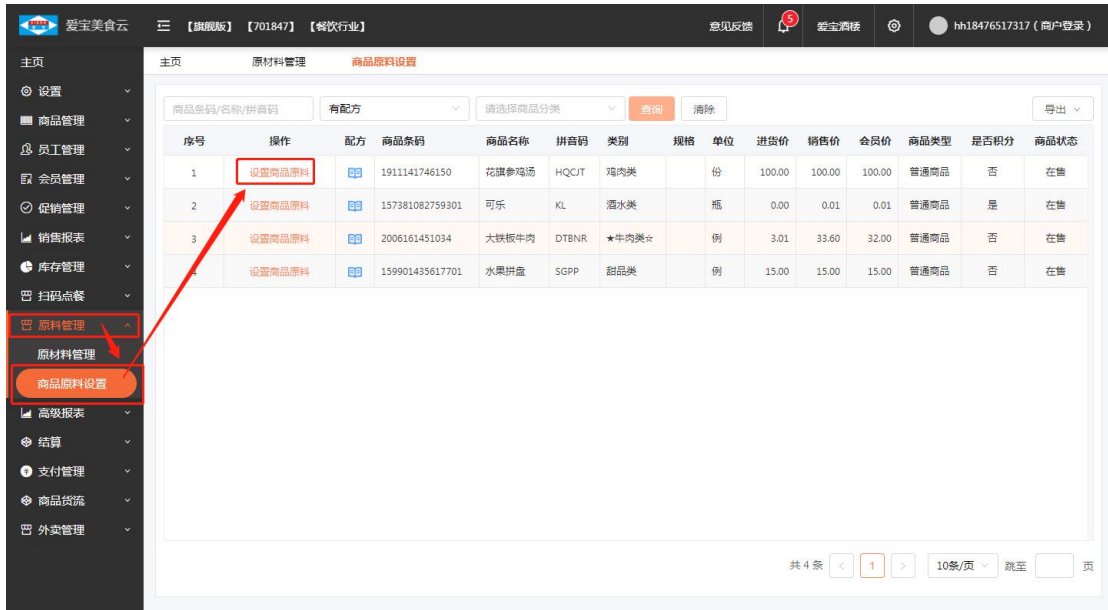 爱宝美食云 【旗舰版】 【701847】 【餐饮行业】 意见反馈 5 爱宝酒楼 hh18476517317（商户登录）
主页 原材料管理 商品原料设置
主页
设置
商品管理
员工管理
会员管理
促销管理
销售报表
库存管理
扫码点餐
原料管理
原材料管理
商品原料设置
高级报表
结算
支付管理
商品货流
外卖管理
商品条码/名称/拼音码 有配方 请选择商品分类 查询 清除 导出
序号 操作 配方 商品条码 商品名称 拼音码 类别 规格 单位 进货价 销售价 会员价 商品类型 是否积分 商品状态
1 设置商品原料 1911141746150 花旗参鸡汤 HQCJT 鸡肉类 份 100.00 100.00 100.00 普通商品 否 在售
2 设置商品原料 157381082759301 可乐 KL 酒水类 瓶 0.00 0.01 0.01 普通商品 是 在售
3 设置商品原料 2006161451034 大铁板牛肉 DTBNR ★牛肉类☆ 例 3.01 33.60 32.00 普通商品 否 在售
4 设置商品原料 159901435617701 水果拼盘 SGPP 甜品类 例 15.00 15.00 15.00 普通商品 否 在售
共 4 条 < 1 > 10条/页 跳至 页